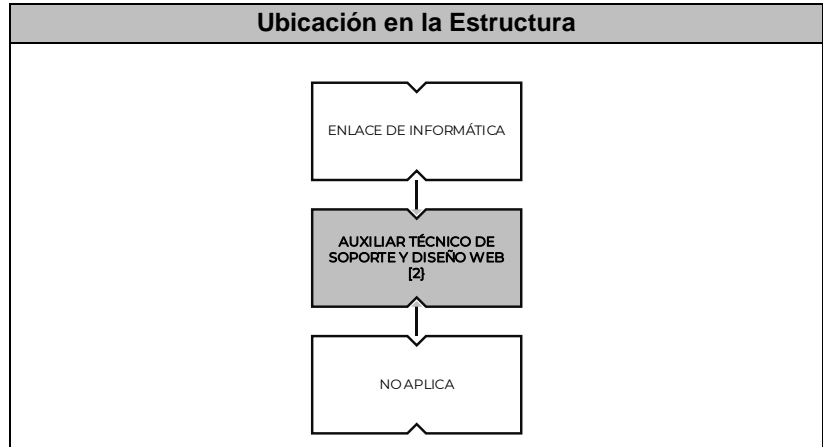 Ubicación en la Estructura
ENLACE DE INFORMÁTICA
AUXILIAR TÉCNICO DE
SOPORTE Y DISEÑO WEB
[2}
NO APLICA